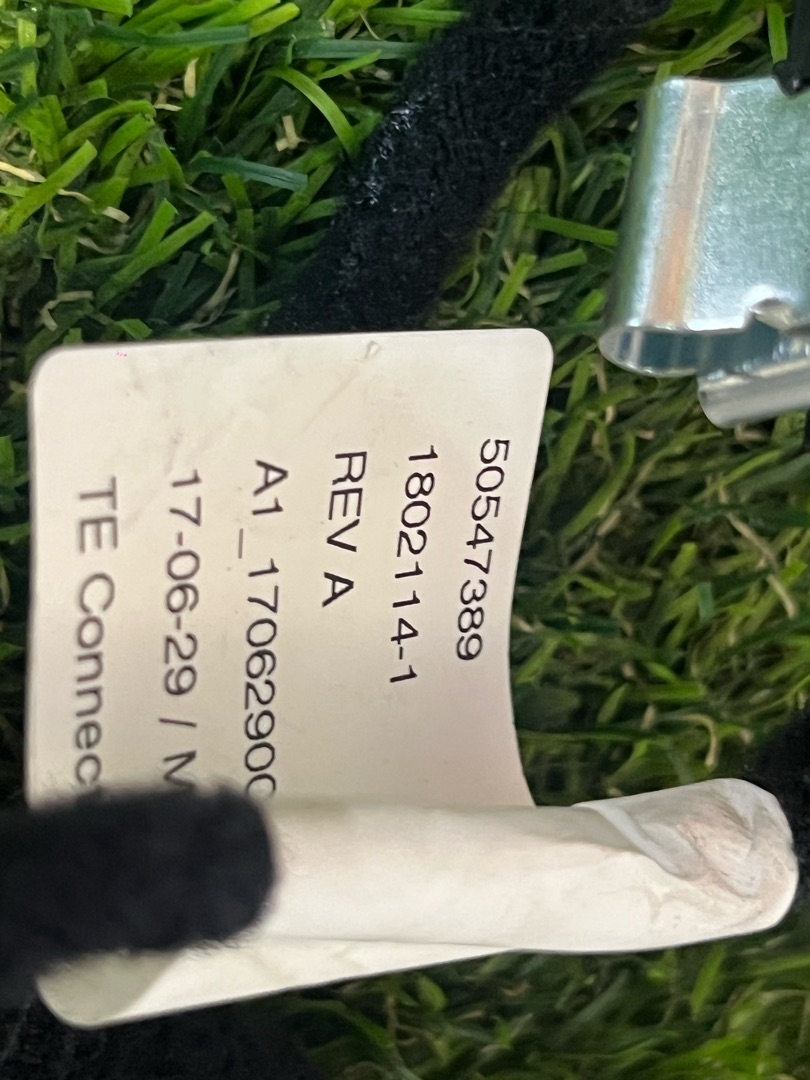 50547389
1802114-1
REV A
A1_1706290
17-06-29 / M
TE Connec